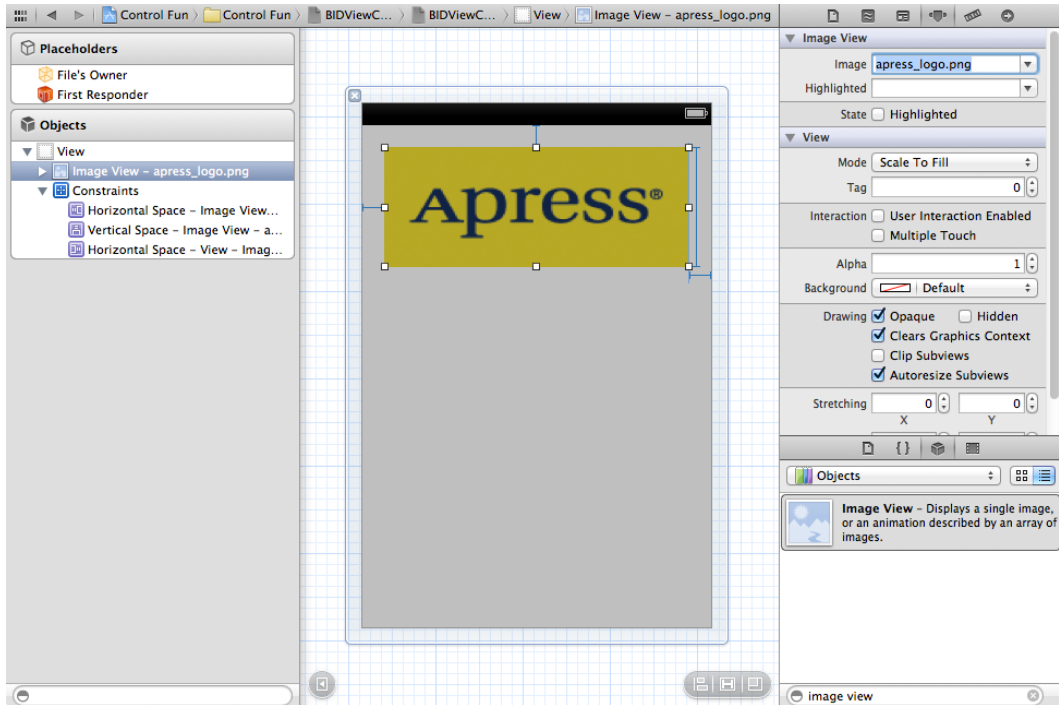 Control Fun 〉 Control Fun 〉 BIDViewC... 〉 BIDViewC... 〉 View 〉 Image View – apress_logo.png
Placeholders
File's Owner
First Responder
Objects
View
Image View – apress_logo.png
Constraints
Horizontal Space – Image View...
Vertical Space – Image View – a...
Horizontal Space – View – Imag...
Apress®
Image View
Image apress_logo.png
Highlighted
State Highlighted
View
Mode Scale To Fill
Tag 0
Interaction User Interaction Enabled
Multiple Touch
Alpha 1
Background Default
Drawing Opaque Hidden
Clears Graphics Context
Clip Subviews
Autoresize Subviews
Stretching 0 0
X Y
{}
Objects
Image View – Displays a single image,
or an animation described by an array of
images.
image view